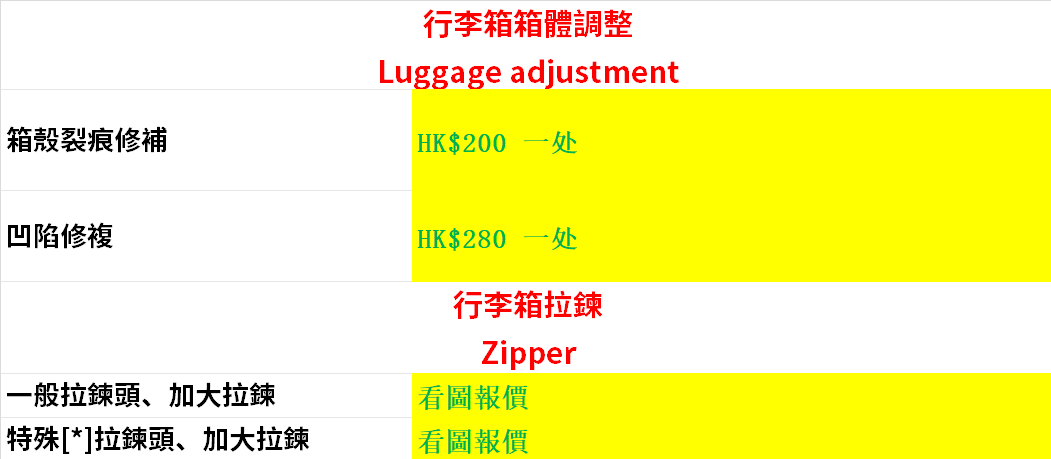 行李箱箱體調整
Luggage adjustment
箱殼裂痕修補
HK$200 一处
凹陷修複
HK$280 一处
行李箱拉鍊
Zipper
一般拉鍊頭、加大拉鍊
看圖報價
特殊[*]拉鍊頭、加大拉鍊
看圖報價